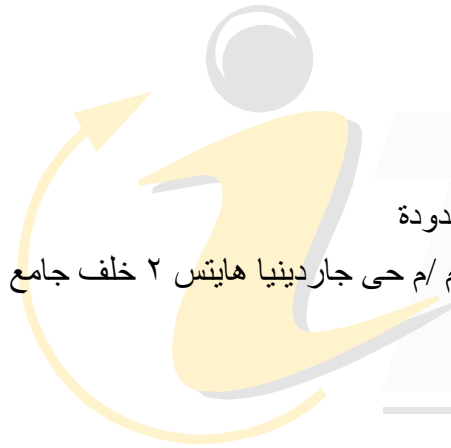 دودة
م /م حى جاردينيا هايتس ٢ خلف جامع